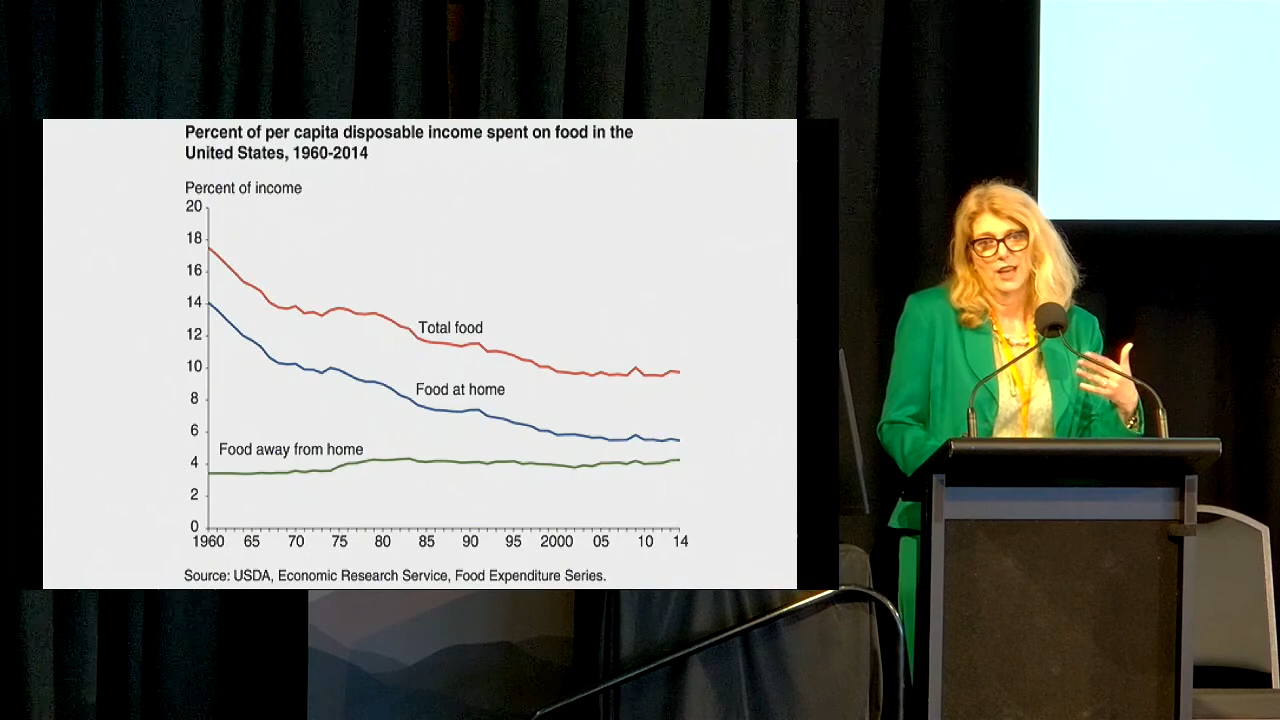 Percent of per capita disposable income spent on food in the
United States, 1960-2014
Percent of income
20
18
16
14
12
10
8
6
4
2
0
Total food
Food at home
Food away from home
1960 65 70 75 80 85 90 95 2000 05 10 14
Source: USDA, Economic Research Service, Food Expenditure Series.